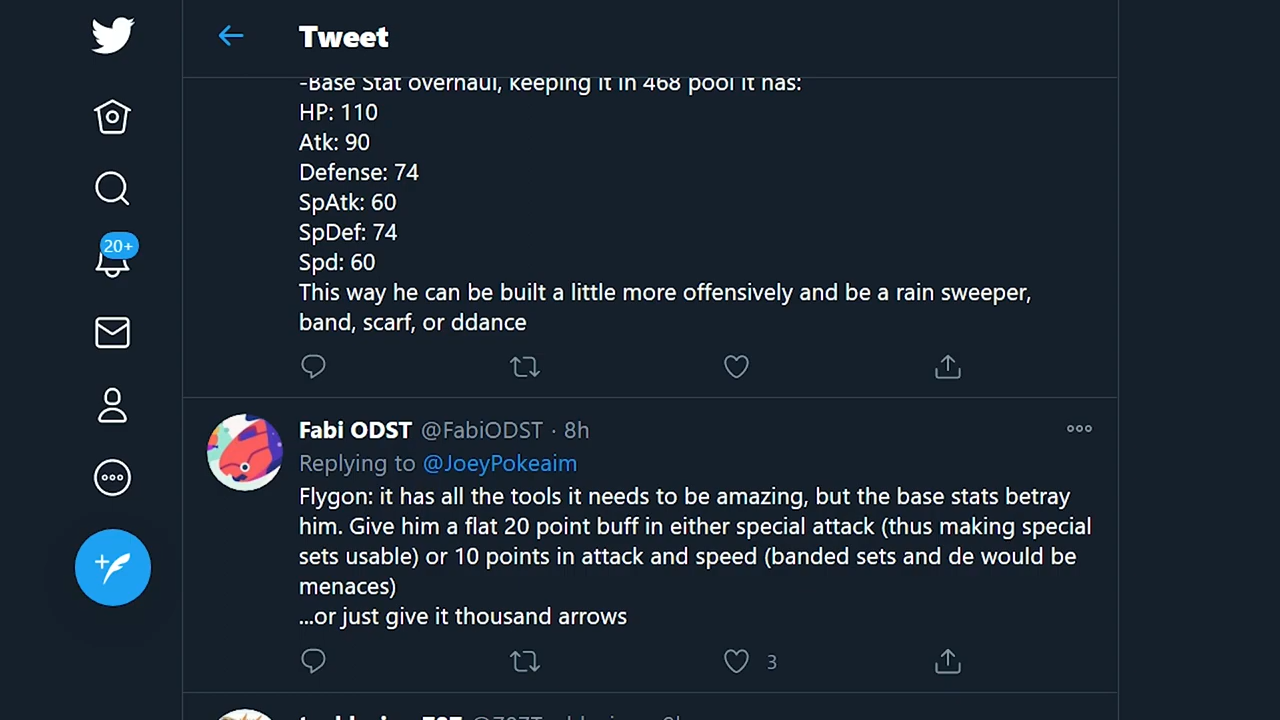 Tweet
-Base Stat overhaul, keeping it in 468 pool it has:
HP: 110
Atk: 90
Defense: 74
SpAtk: 60
SpDef: 74
Spd: 60
This way he can be built a little more offensively and be a rain sweeper,
band, scarf, or ddance
20+
Fabi ODST @FabiODST · 8h
Replying to @JoeyPokeaim
Flygon: it has all the tools it needs to be amazing, but the base stats betray
him. Give him a flat 20 point buff in either special attack (thus making special
sets usable) or 10 points in attack and speed (banded sets and de would be
menaces)
...or just give it thousand arrows
3